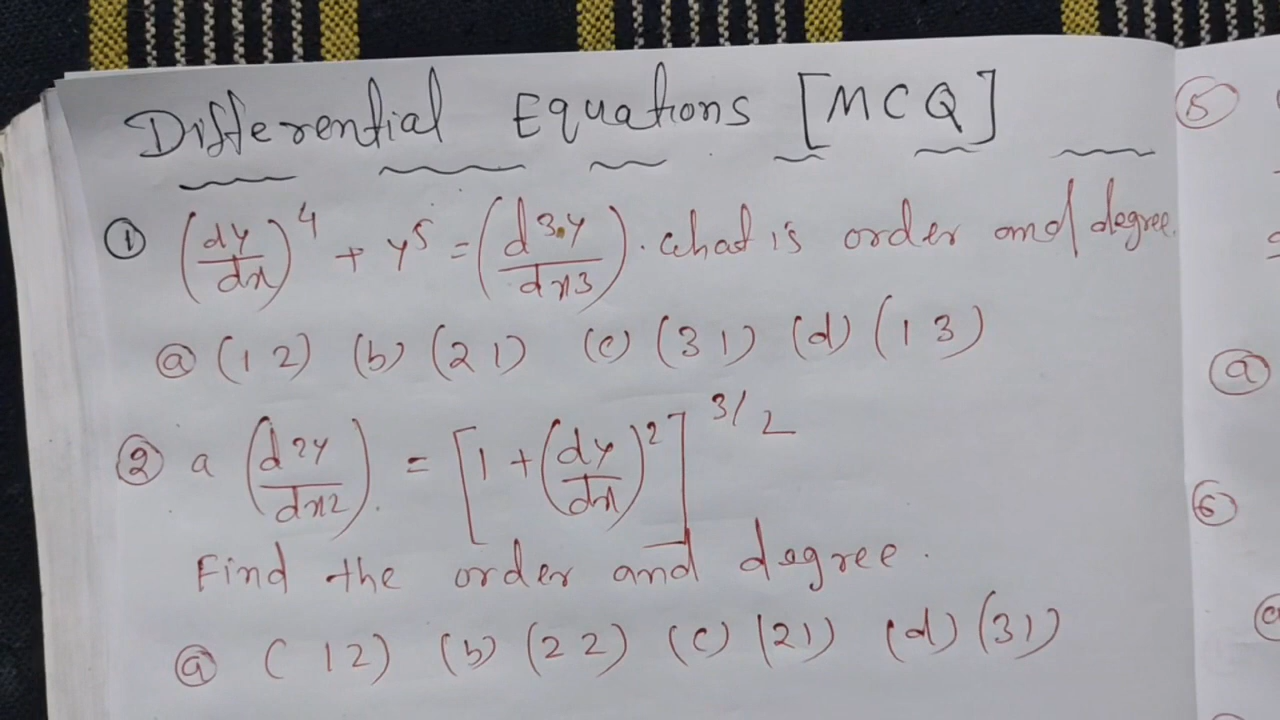 Differential Equations [MCQ]
① (dy/dx)^4 + y^5 = (d3y/dx3). what is order and degree.
ⓐ (1 2) (b) (2 1) (c) (3 1) (d) (1 3)
② a (d2y/dx2). = [1 + (dy/dx)^2]^3/2
Find the order and degree.
ⓐ (1 2) (b) (2 2) (c) (2 1) (d) (3 1)
⑤
ⓐ
⑥